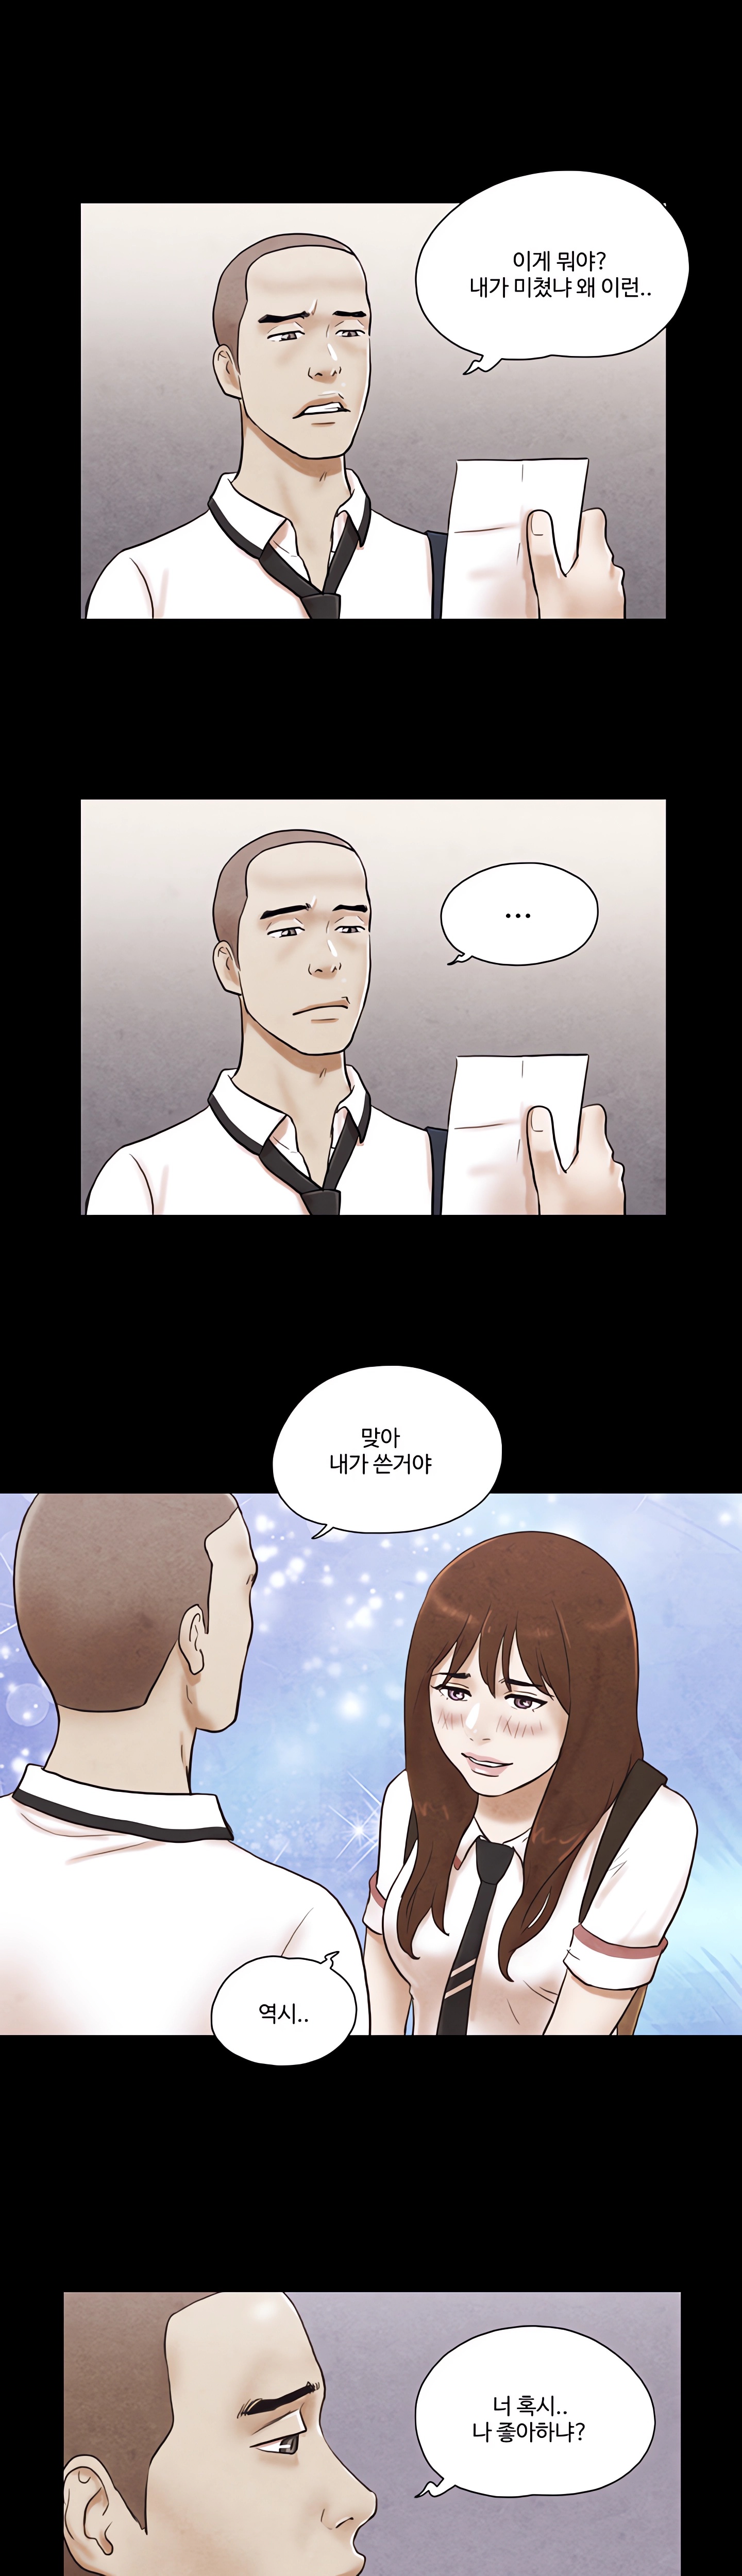 이게 뭐야?
내가 미쳤냐 왜 이런..
...
맞아
내가 쓴거야
역시..
너 혹시..
나 좋아하냐?